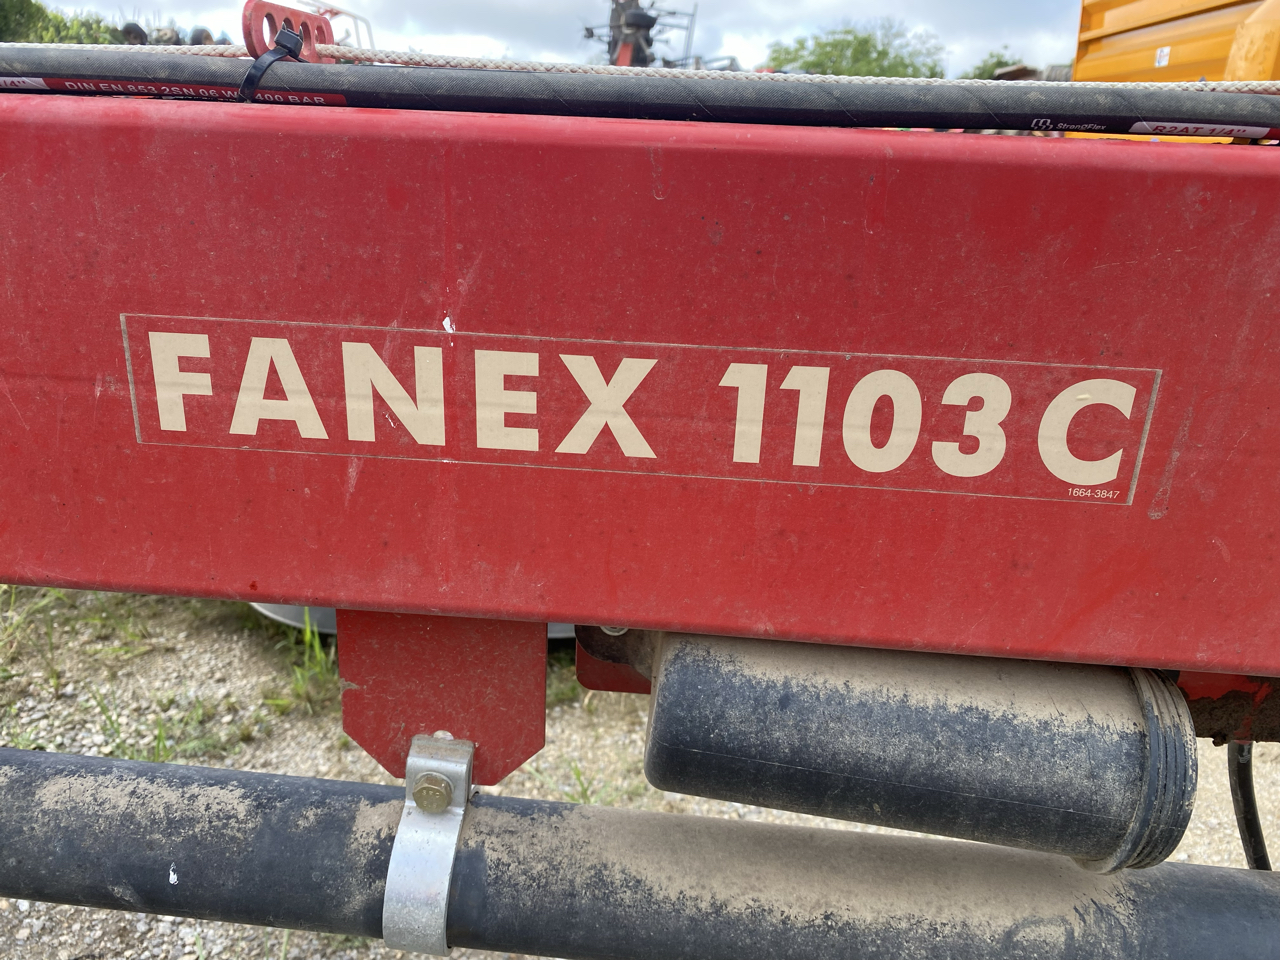 DIN EN 853 2SN 06 W 400 BAR
StrongFlex
R2AT 1/4"
FANEX 1103 C
1664-3847